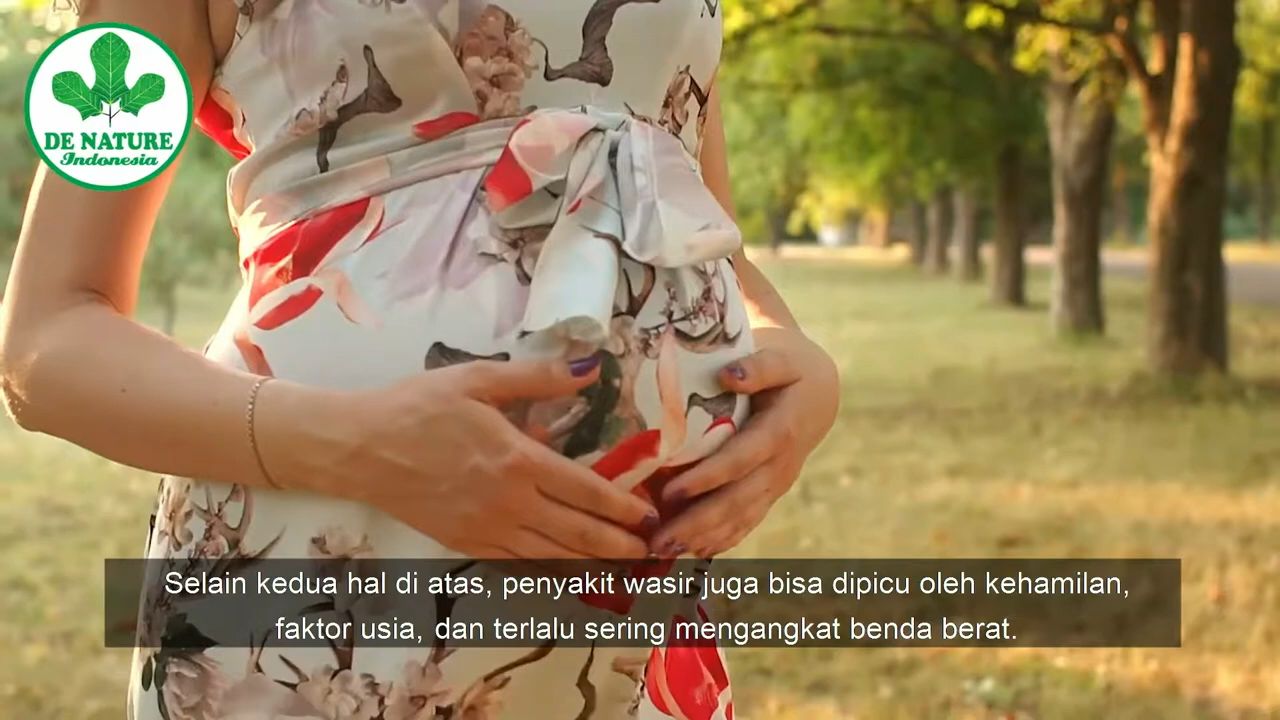 DE NATURE
Indonesia
Selain kedua hal di atas, penyakit wasir juga bisa dipicu oleh kehamilan,
faktor usia, dan terlalu sering mengangkat benda berat.